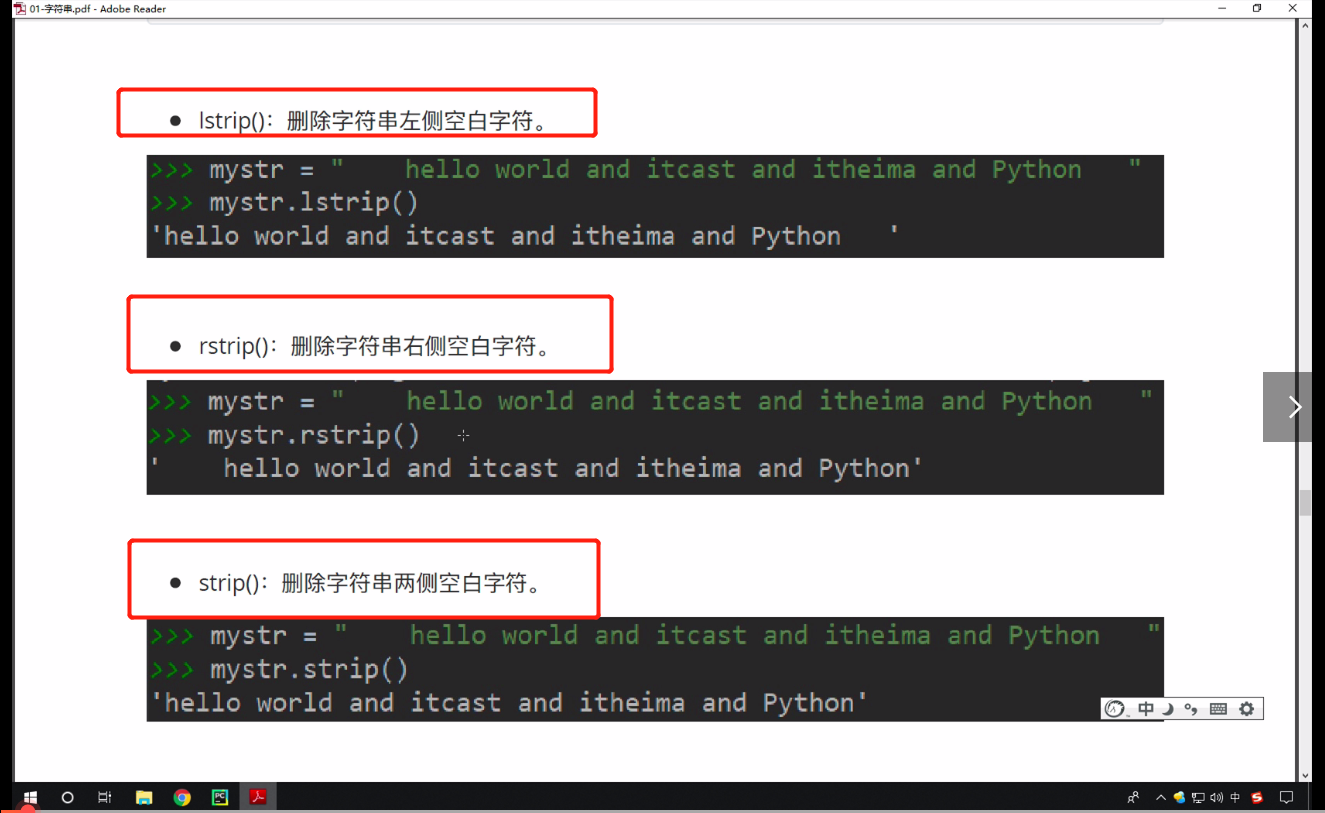 01-字符串.pdf - Adobe Reader
lstrip()：删除字符串左侧空白字符。
>>> mystr = "    hello world and itcast and itheima and Python   "
>>> mystr.lstrip()
'hello world and itcast and itheima and Python   '
rstrip()：删除字符串右侧空白字符。
>>> mystr = "    hello world and itcast and itheima and Python   "
>>> mystr.rstrip()
'    hello world and itcast and itheima and Python'
strip()：删除字符串两侧空白字符。
>>> mystr = "    hello world and itcast and itheima and Python   "
>>> mystr.strip()
'hello world and itcast and itheima and Python'
中
PC
中